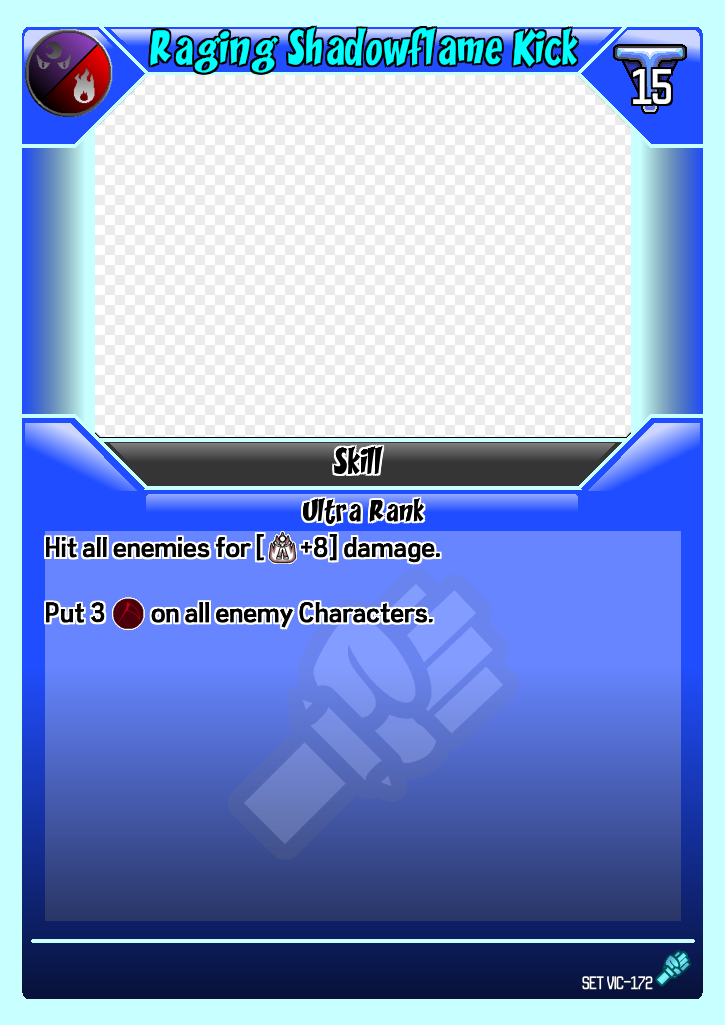 Raging Shadowflame Kick
15
Skill
Ultra Rank
Hit all enemies for [ +8] damage.
Put 3 on all enemy Characters.
SET VIC-172